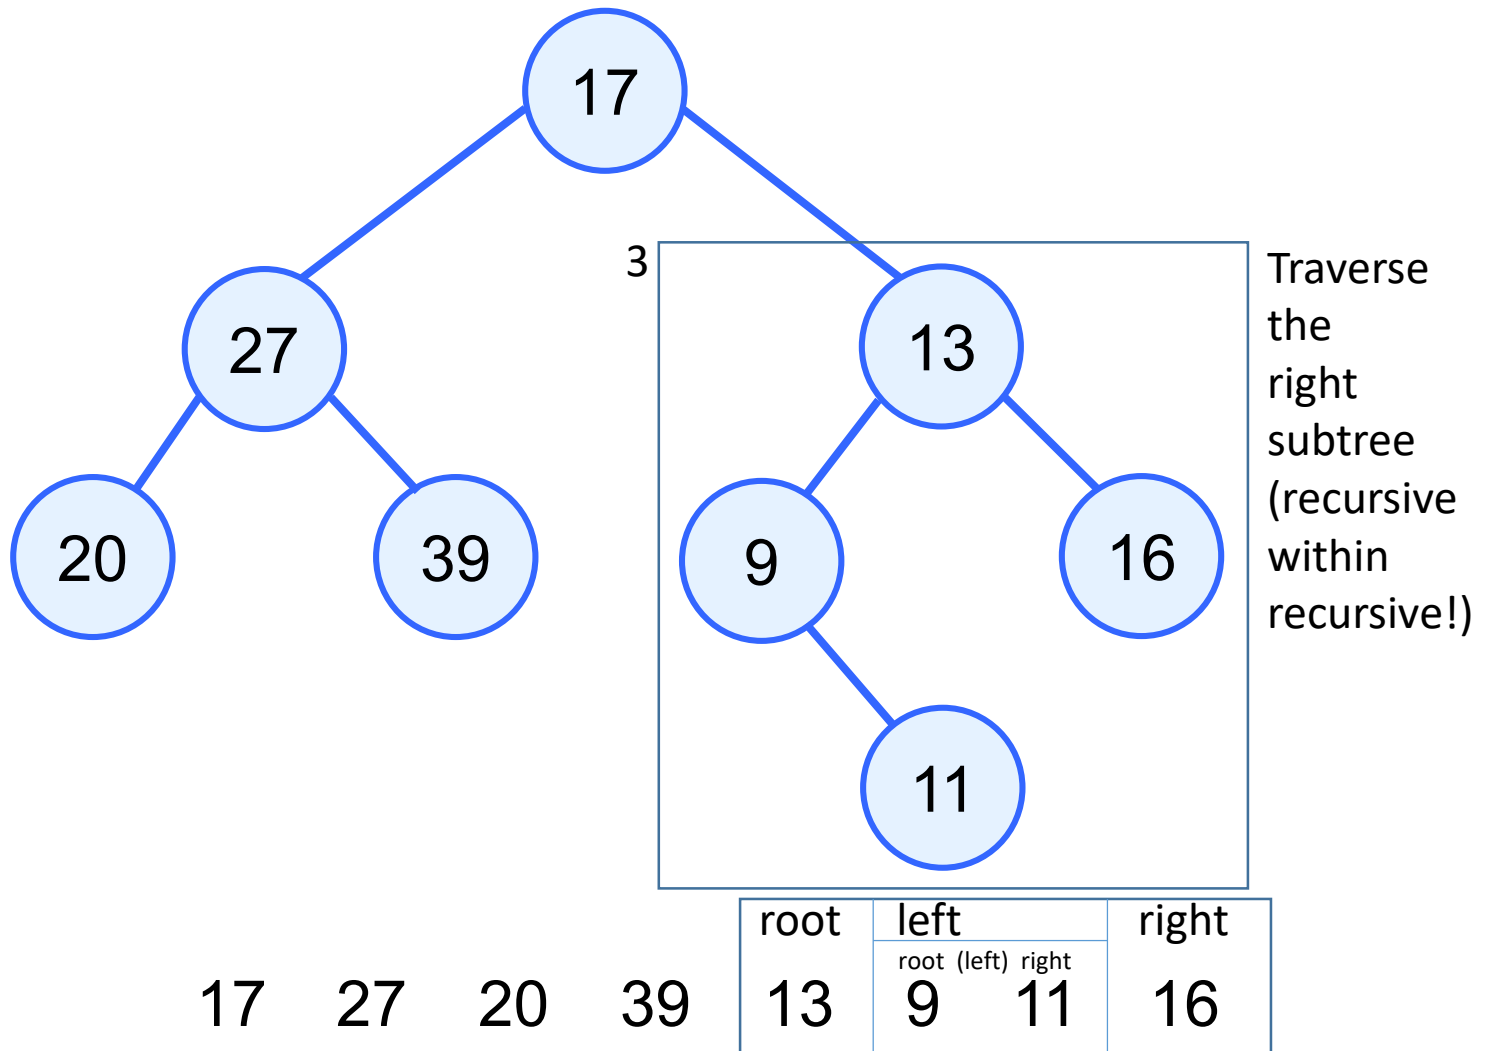 17
3
Traverse
the
right
subtree
(recursive
within
recursive!)
27
13
20
39
9
16
11
root left right
root (left) right
17 27 20 39 13 9 11 16